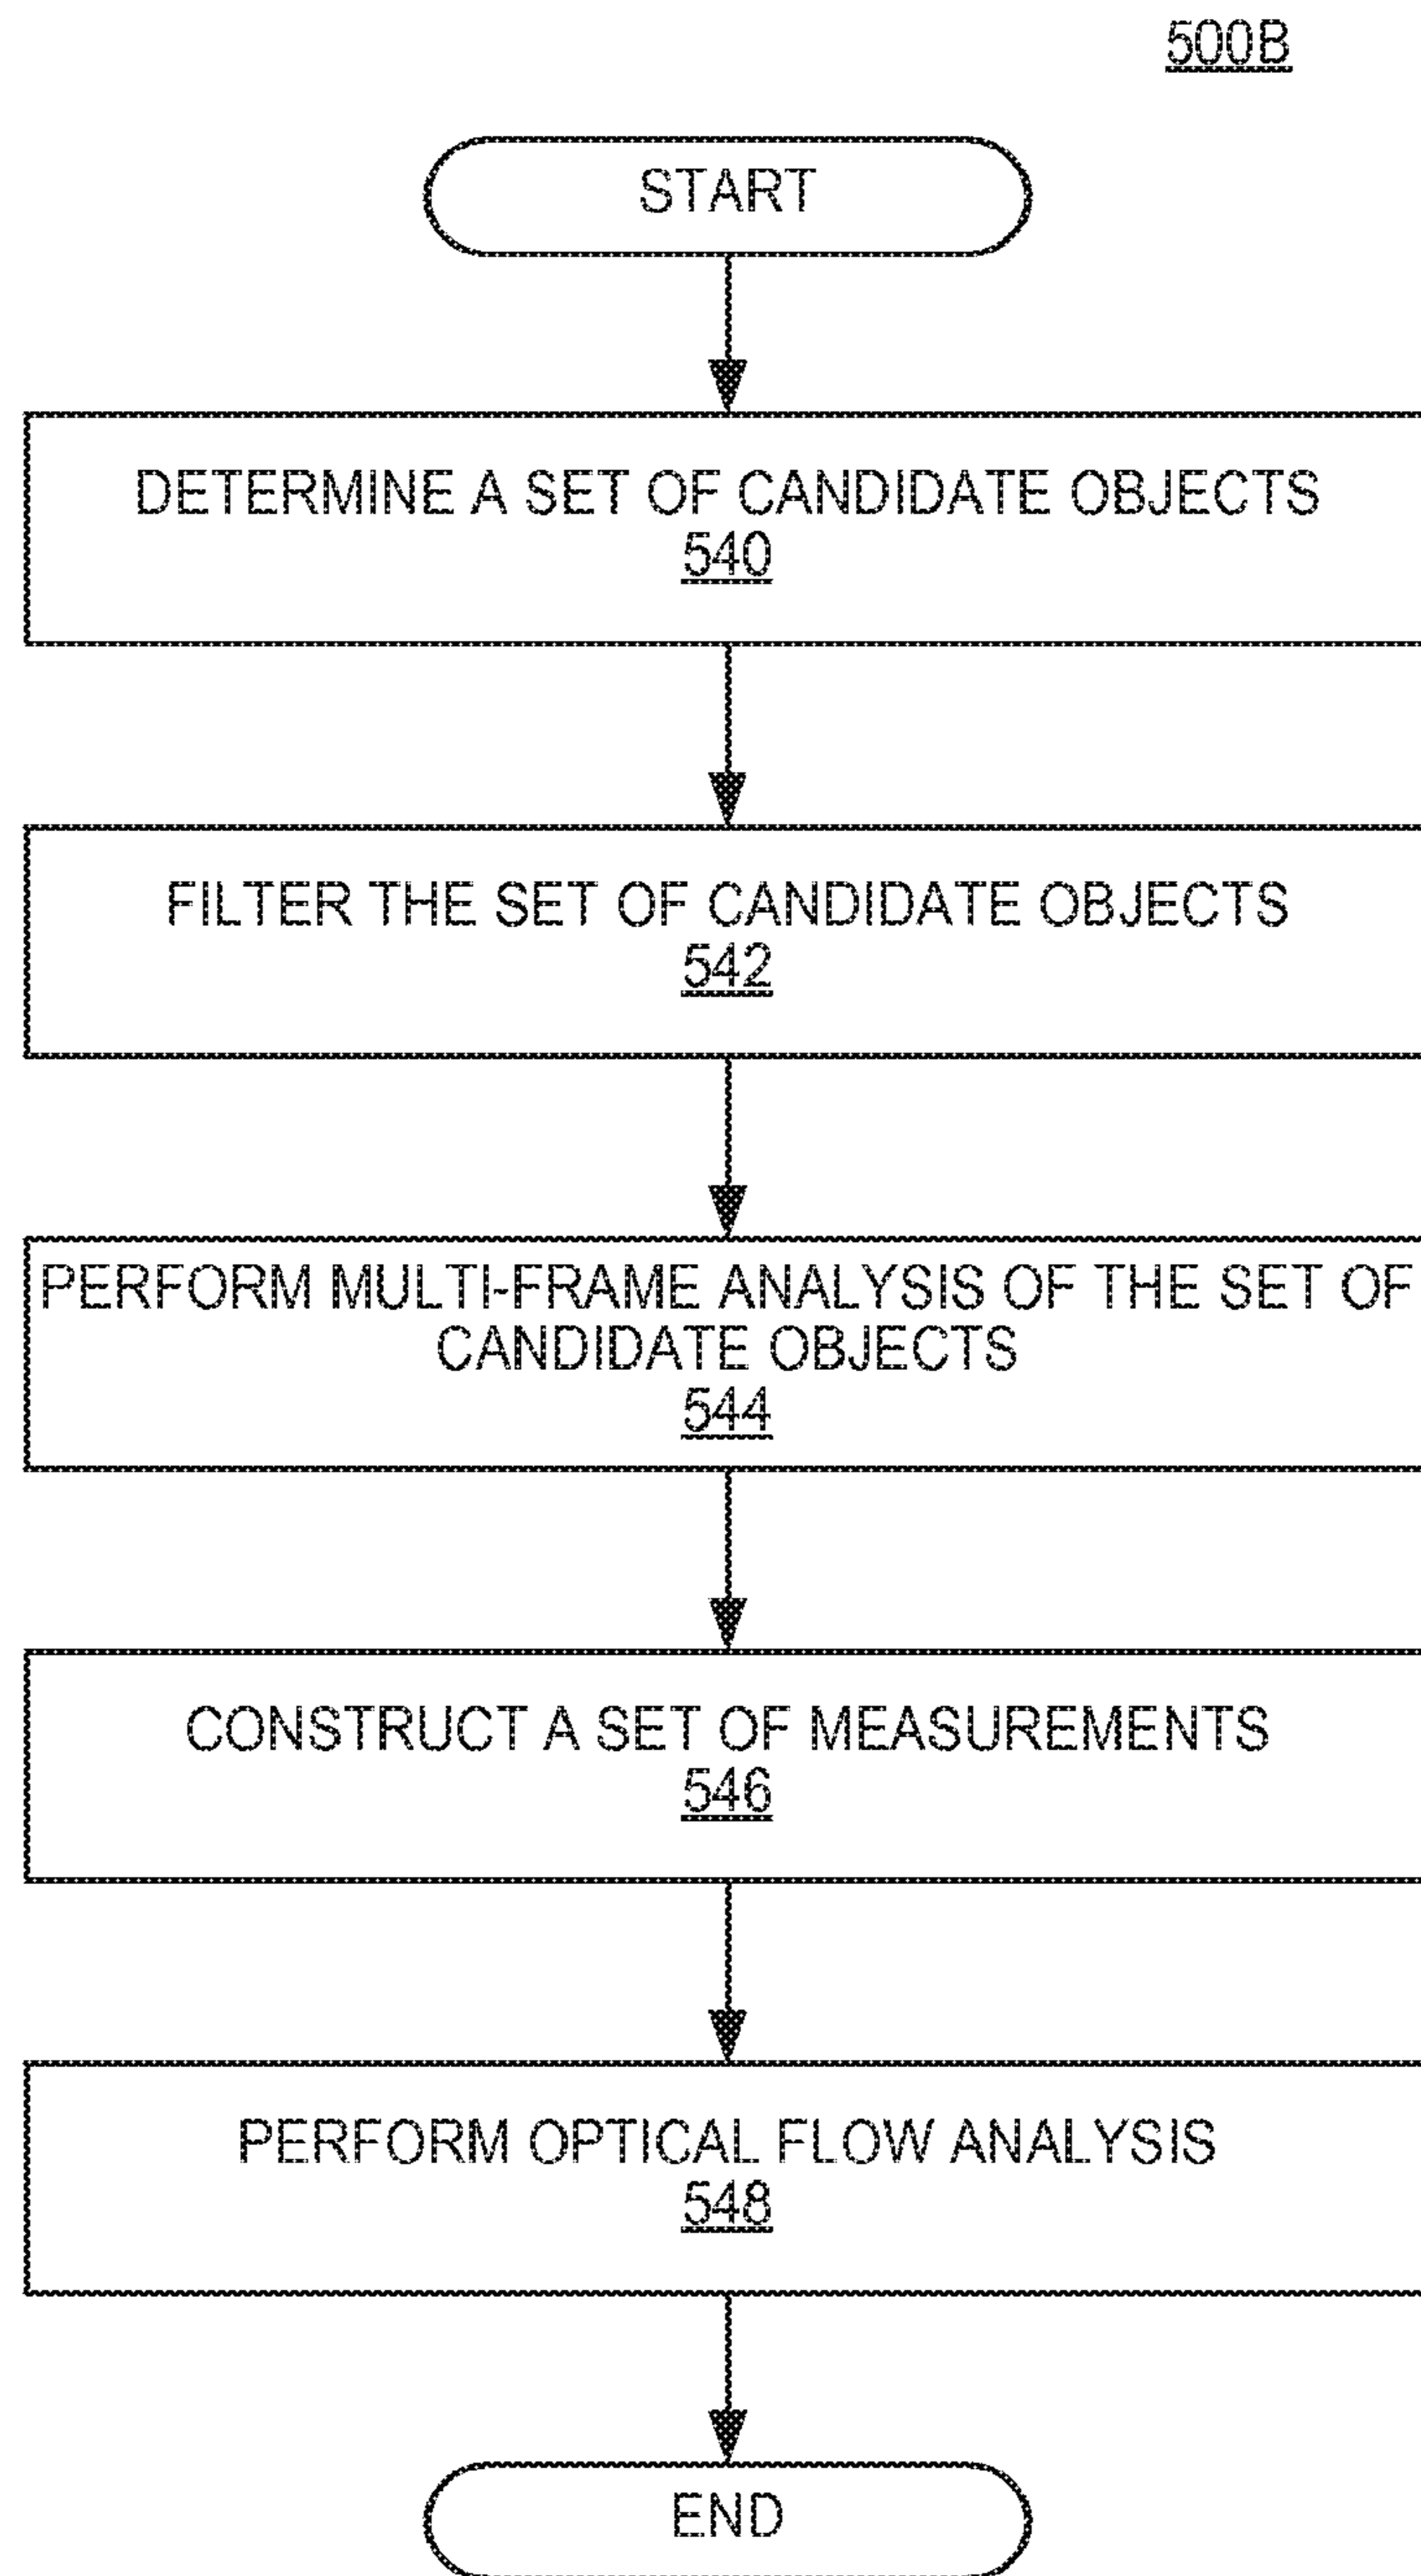 500B
START
DETERMINE A SET OF CANDIDATE OBJECTS
540
FILTER THE SET OF CANDIDATE OBJECTS
542
PERFORM MULTI-FRAME ANALYSIS OF THE SET OF
CANDIDATE OBJECTS
544
CONSTRUCT A SET OF MEASUREMENTS
546
PERFORM OPTICAL FLOW ANALYSIS
548
END